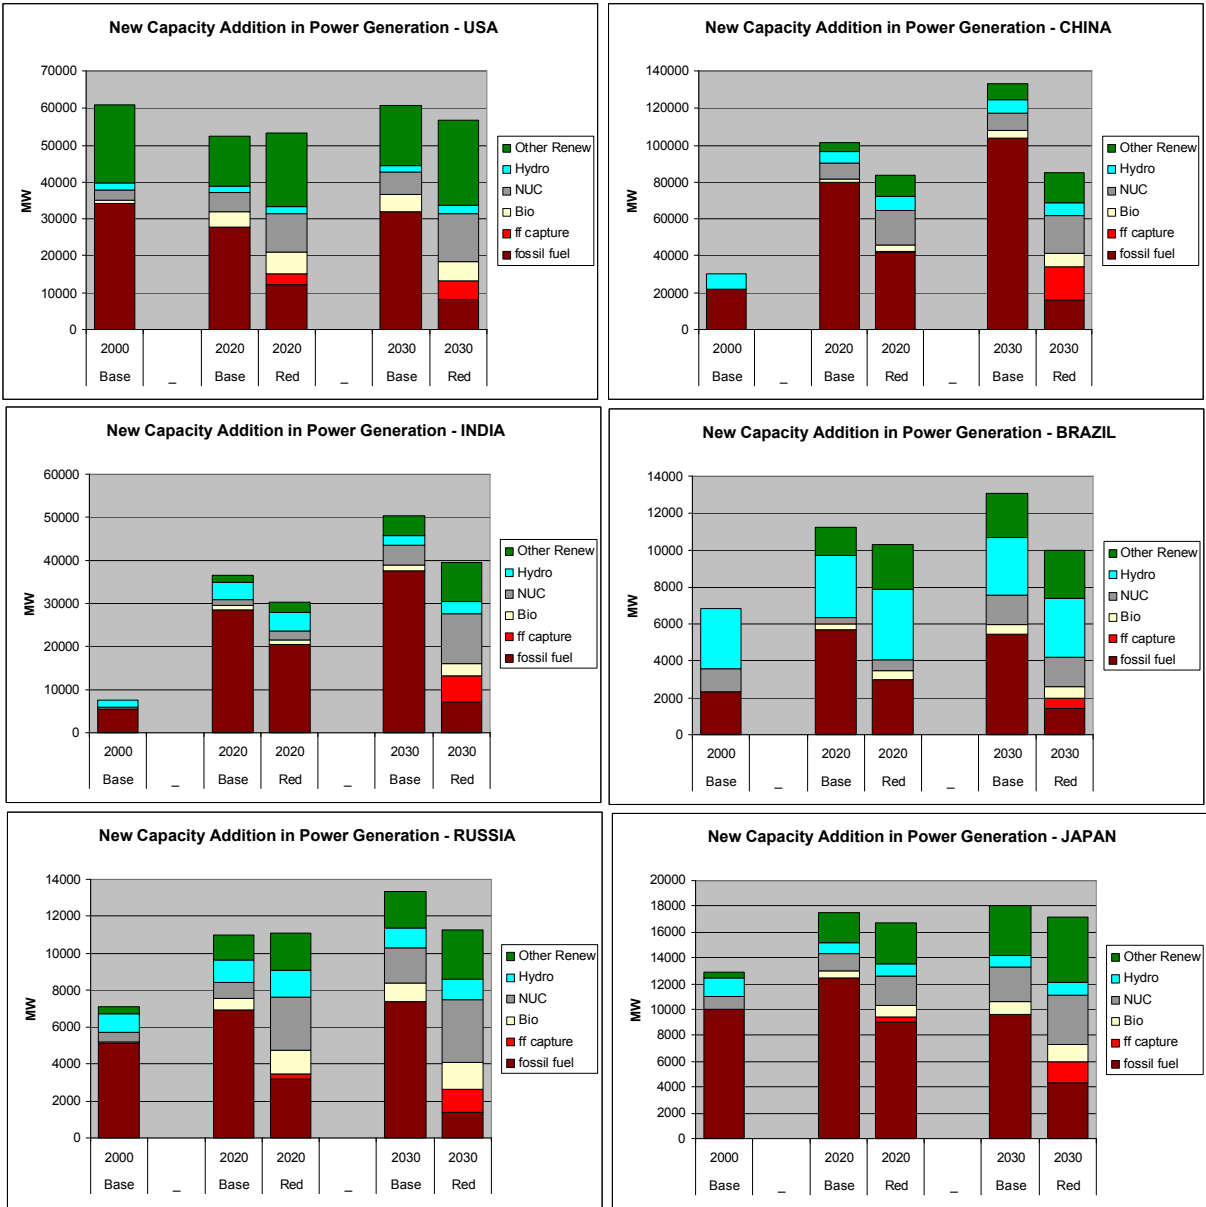 New Capacity Addition in Power Generation - USA
70000
60000
50000
40000
30000
20000
10000
0
MW
2000 2020 2020 2030 2030
Base _ Base Red _ Base Red
Other Renew
Hydro
NUC
Bio
ff capture
fossil fuel
New Capacity Addition in Power Generation - CHINA
140000
120000
100000
80000
60000
40000
20000
0
MW
2000 2020 2020 2030 2030
Base _ Base Red _ Base Red
Other Renew
Hydro
NUC
Bio
ff capture
fossil fuel
New Capacity Addition in Power Generation - INDIA
60000
50000
40000
30000
20000
10000
0
MW
2000 2020 2020 2030 2030
Base _ Base Red _ Base Red
Other Renew
Hydro
NUC
Bio
ff capture
fossil fuel
New Capacity Addition in Power Generation - BRAZIL
14000
12000
10000
8000
6000
4000
2000
0
MW
2000 2020 2020 2030 2030
Base _ Base Red _ Base Red
Other Renew
Hydro
NUC
Bio
ff capture
fossil fuel
New Capacity Addition in Power Generation - RUSSIA
14000
12000
10000
8000
6000
4000
2000
0
MW
2000 2020 2020 2030 2030
Base _ Base Red _ Base Red
Other Renew
Hydro
NUC
Bio
ff capture
fossil fuel
New Capacity Addition in Power Generation - JAPAN
20000
18000
16000
14000
12000
10000
8000
6000
4000
2000
0
MW
2000 2020 2020 2030 2030
Base _ Base Red _ Base Red
Other Renew
Hydro
NUC
Bio
ff capture
fossil fuel